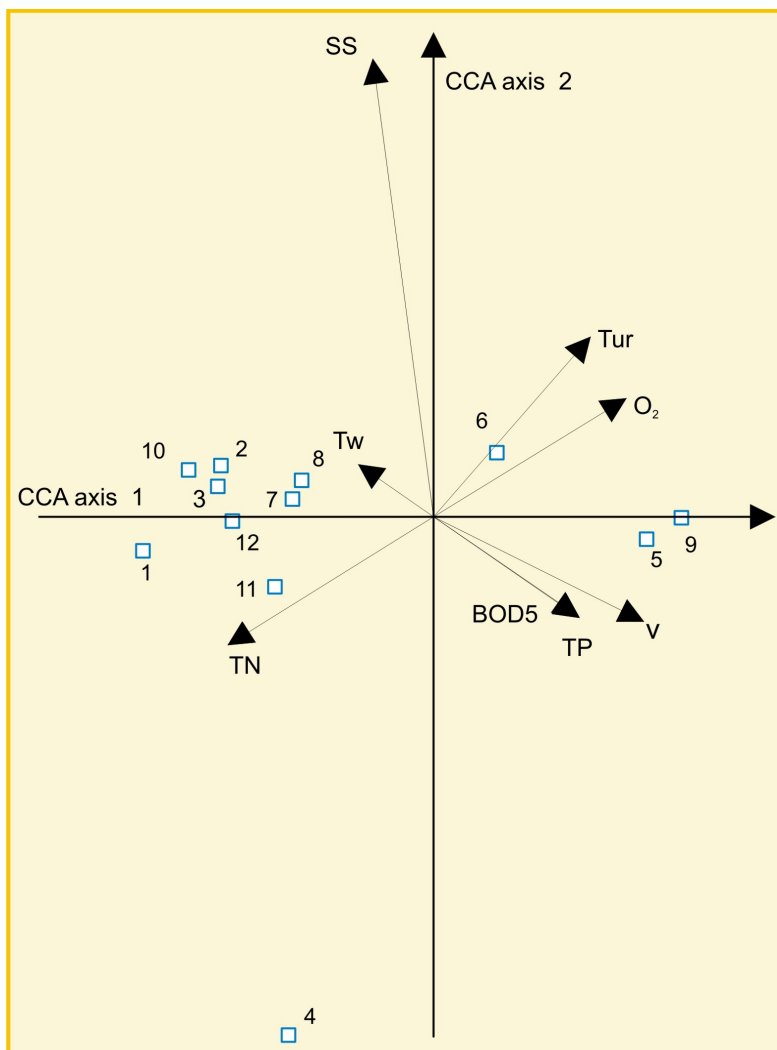 SS
CCA axis 2
Tur
O₂
6
Tw
10
2
8
3
7
CCA axis 1
12
9
5
1
11
BOD5
v
TN
TP
4